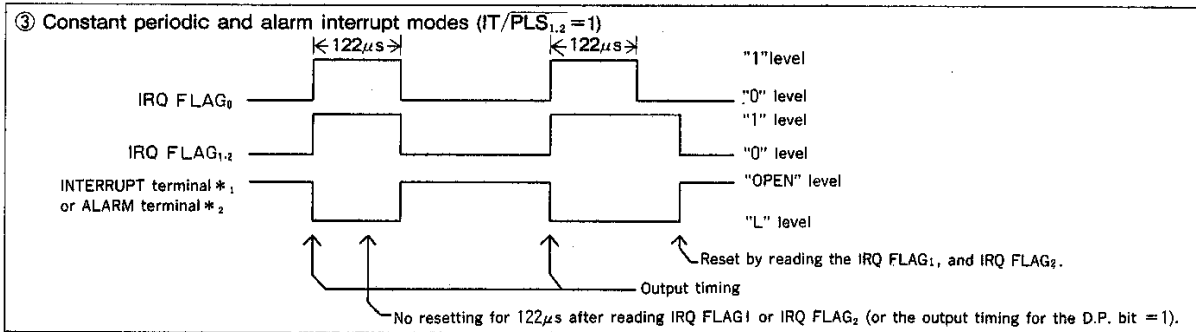 ③ Constant periodic and alarm interrupt modes (IT/PLS1.2=1)
122μs 122μs
"1"level
IRQ FLAG0 "0" level
"1" level
IRQ FLAG1·2 "0" level
INTERRUPT terminal *1 "OPEN" level
or ALARM terminal *2
"L" level
Reset by reading the IRQ FLAG1, and IRQ FLAG2.
Output timing
No resetting for 122μs after reading IRQ FLAG1 or IRQ FLAG2 (or the output timing for the D.P. bit =1).